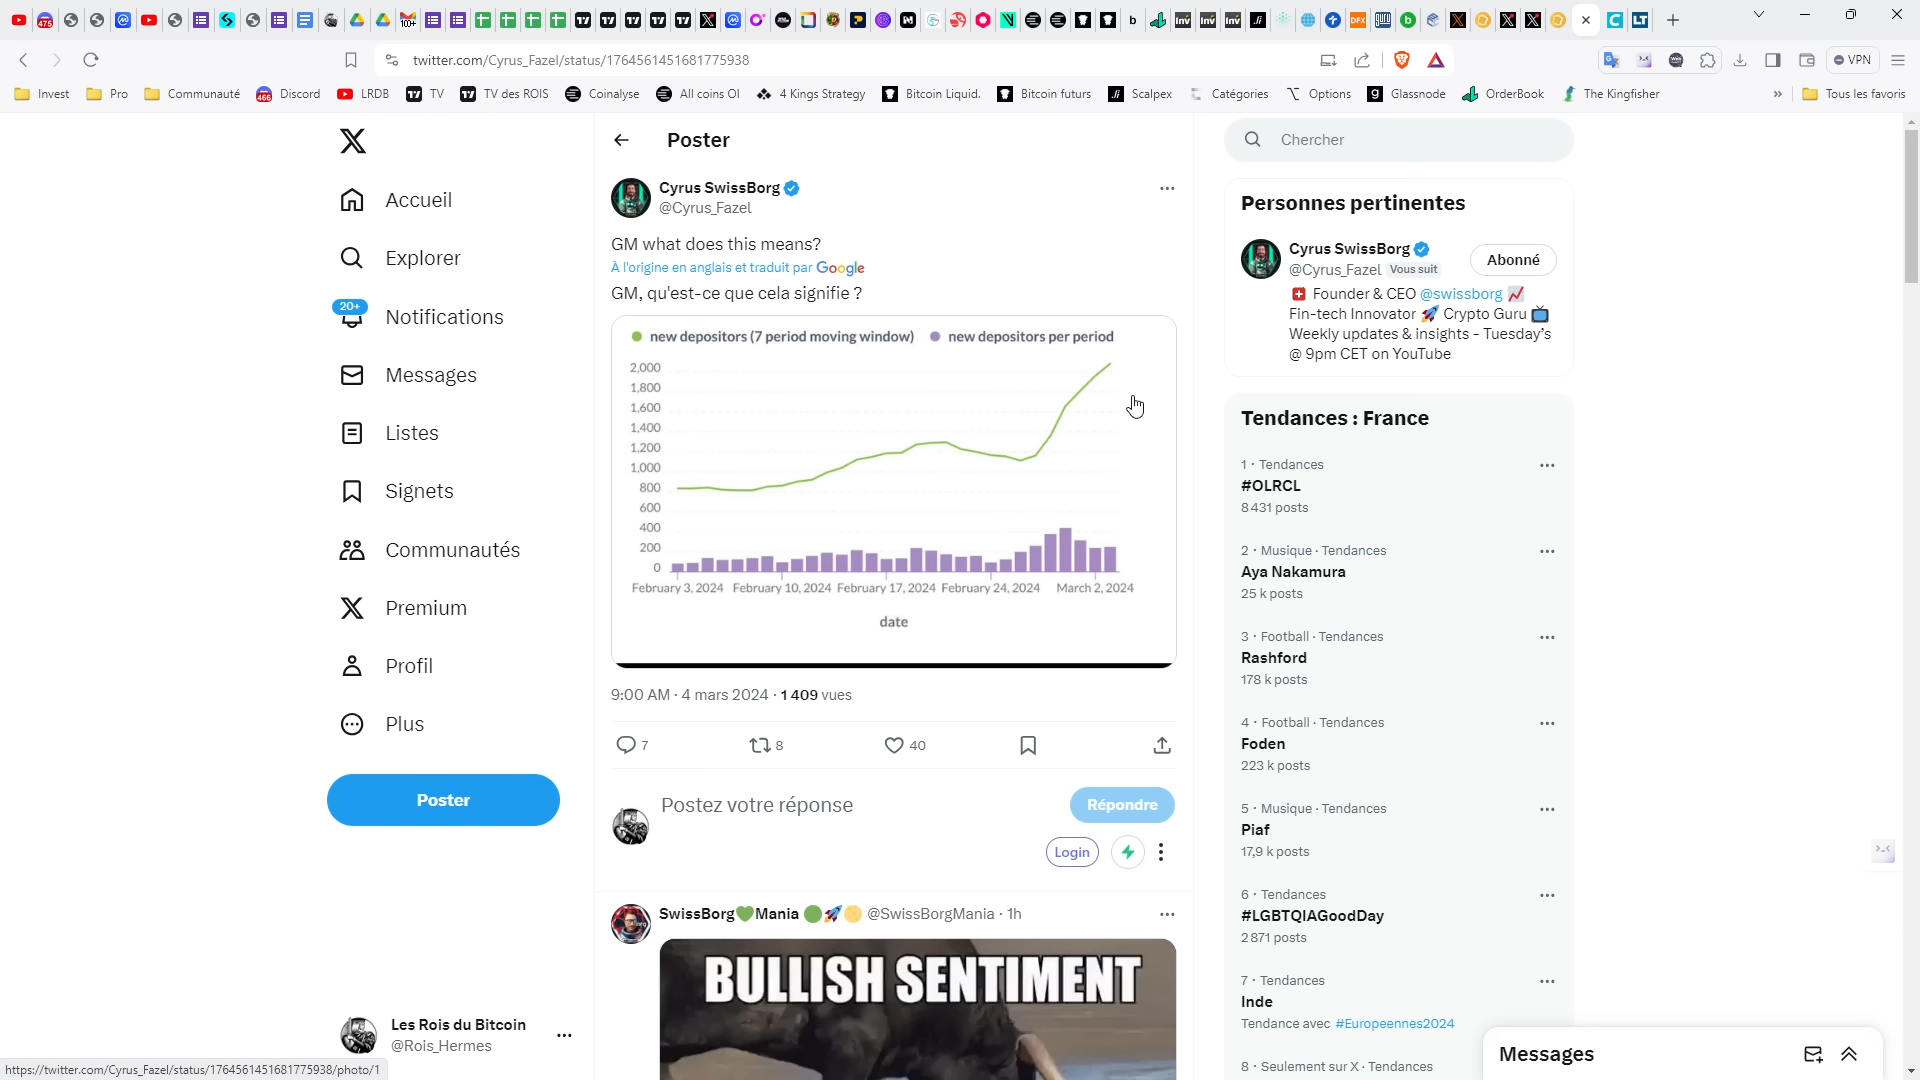 twitter.com/Cyrus_Fazel/status/1764561451681775938
VPN
Invest
Pro
Communauté
Discord
LRDB
TV
TV des ROIS
Coinalyse
All coins OI
4 Kings Strategy
Bitcoin Liquid.
Bitcoin futurs
Scalpex
Catégories
Options
Glassnode
OrderBook
The Kingfisher
»
Tous les favoris
Accueil
Explorer
20+
Notifications
Messages
Listes
Signets
Communautés
Premium
Profil
Plus
Poster
Les Rois du Bitcoin
@Rois_Hermes
https://twitter.com/Cyrus_Fazel/status/1764561451681775938/photo/1
Poster
Cyrus SwissBorg
@Cyrus_Fazel
GM what does this means?
À l'origine en anglais et traduit par Google
GM, qu'est-ce que cela signifie ?
new depositors (7 period moving window) new depositors per period
2,000
1,800
1,600
1,400
1,200
1,000
800
600
400
200
0
February 3, 2024 February 10, 2024 February 17, 2024 February 24, 2024 March 2, 2024
date
9:00 AM · 4 mars 2024 · 1 409 vues
7 8 40
Postez votre réponse
Répondre
Login
SwissBorg💚Mania 🟢🚀🟡 @SwissBorgMania · 1h
BULLISH SENTIMENT
Chercher
Personnes pertinentes
Cyrus SwissBorg
@Cyrus_Fazel Vous suit
Abonné
🇨🇭 Founder & CEO @swissborg 📈
Fin-tech Innovator 🚀 Crypto Guru 📺
Weekly updates & insights - Tuesday's
@ 9pm CET on YouTube
Tendances : France
1 · Tendances
#OLRCL
8 431 posts
2 · Musique · Tendances
Aya Nakamura
25 k posts
3 · Football · Tendances
Rashford
178 k posts
4 · Football · Tendances
Foden
223 k posts
5 · Musique · Tendances
Piaf
17,9 k posts
6 · Tendances
#LGBTQIAGoodDay
2 871 posts
7 · Tendances
Inde
Tendance avec #Europeennes2024
8 · Seulement sur X · Tendances
Messages